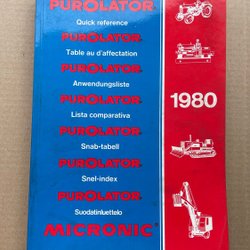 PUROLATOR
Quick reference
PUROLATOR
Table au d'affectation
PUROLATOR
Anwendungsliste
PUROLATOR
Lista comparativa
PUROLATOR
Snab-tabell
PUROLATOR
Snel-index
PUROLATOR
Suodatinluettelo
MICRONIC®
1980